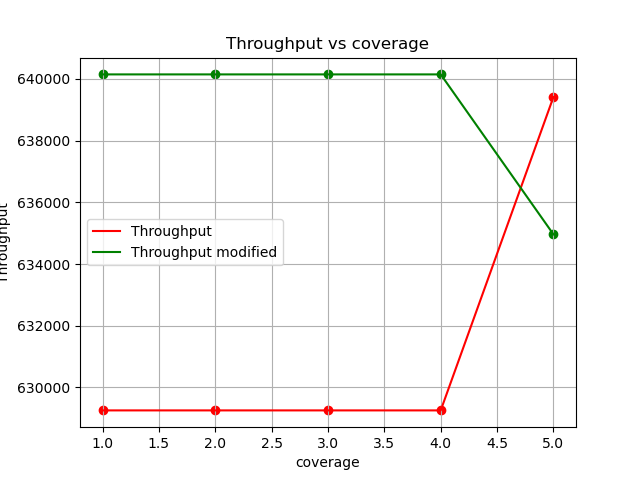 Throughput vs coverage
640000
638000
636000
634000
632000
630000
Throughput
Throughput
Throughput modified
1.0 1.5 2.0 2.5 3.0 3.5 4.0 4.5 5.0
coverage